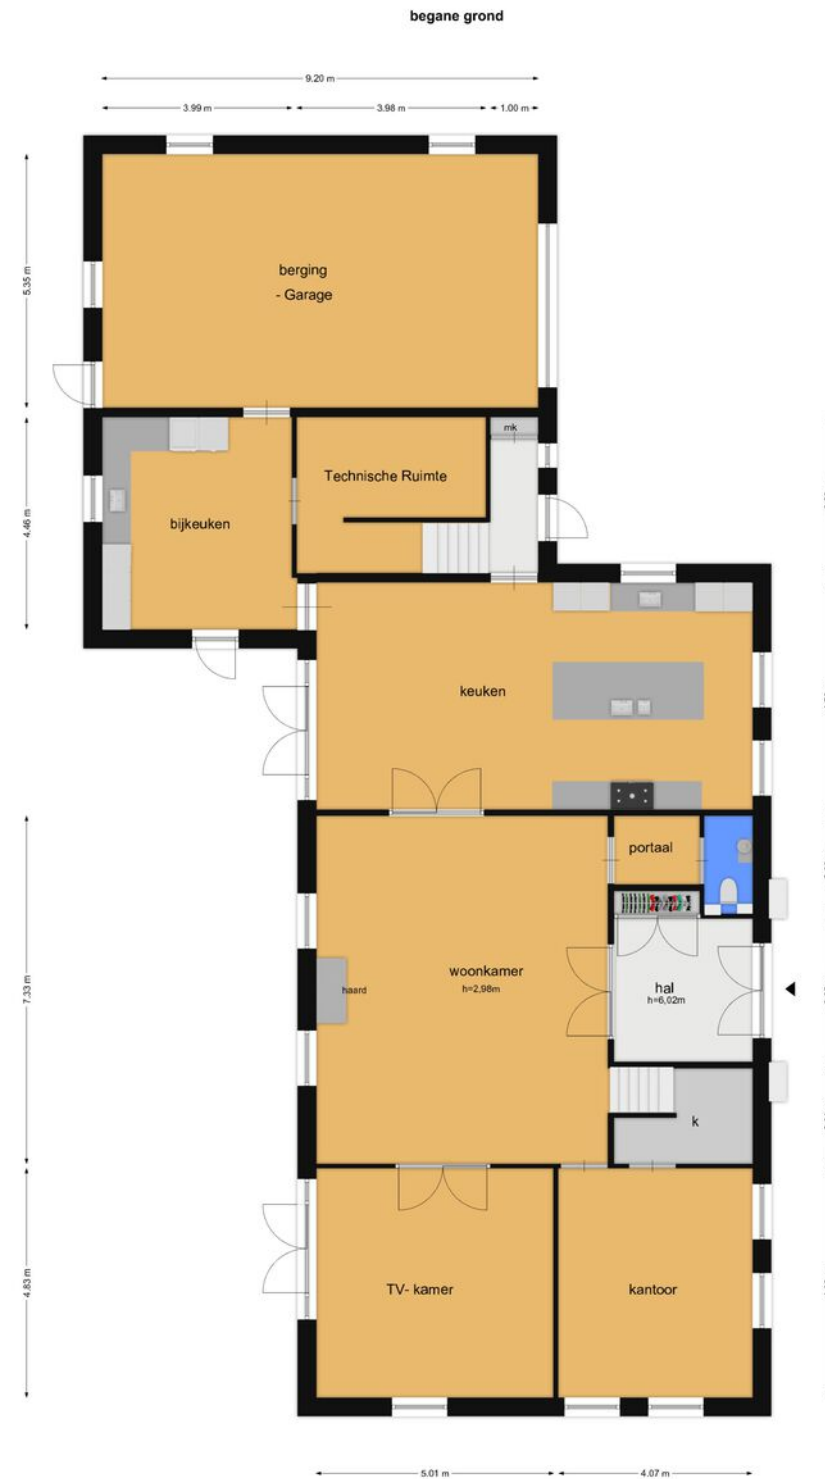 begane grond
9.20 m
3.99 m
3.98 m
1.00 m
5.35 m
berging
- Garage
mk
Technische Ruimte
bijkeuken
4.46 m
keuken
portaal
woonkamer
h=2,98m
haard
hal
h=6,02m
7.33 m
k
TV- kamer
kantoor
4.83 m
5.01 m
4.07 m